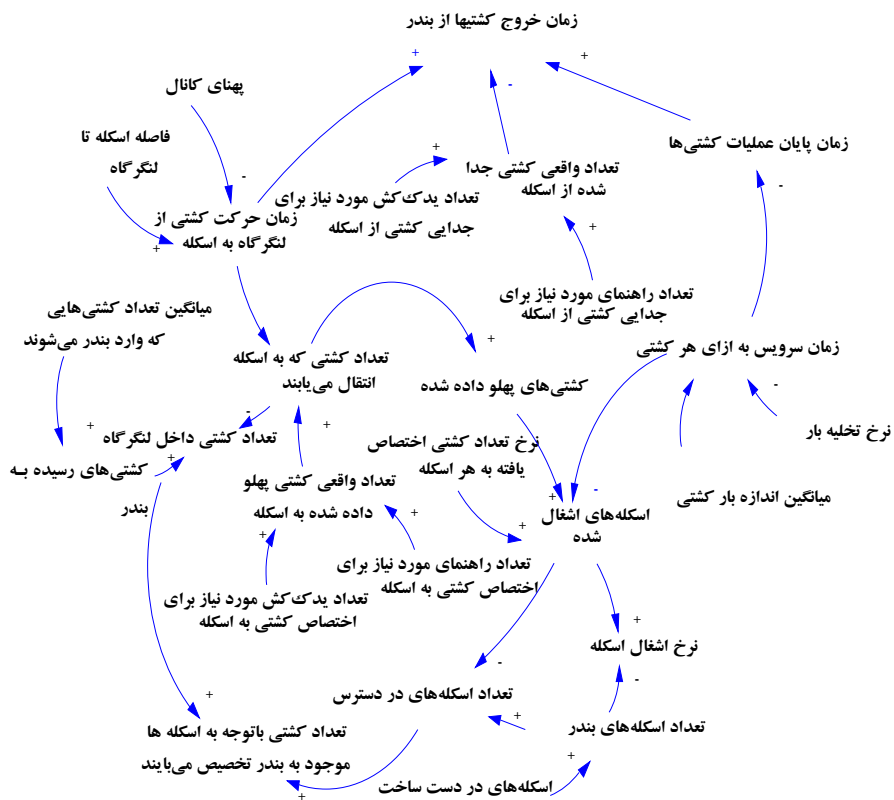 زمان خروج کشتیها از بندر
+
+
-
پهنای کانال
فاصله اسکله تا
لنگرگاه
-
+
زمان حرکت کشتی از
لنگرگاه به اسکله
+
تعداد یدک‌کش مورد نیاز برای
جدایی کشتی از اسکله
تعداد واقعی کشتی جدا
شده از اسکله
زمان پایان عملیات کشتی‌ها
-
+
تعداد راهنمای مورد نیاز برای
جدایی کشتی از اسکله
میانگین تعداد کشتی‌هایی
که وارد بندر می‌شوند
تعداد کشتی که به اسکله
انتقال می‌یابند
+
زمان سرویس به ازای هر کشتی
کشتی‌های پهلو داده شده
-
-
نرخ تخلیه بار
+
تعداد کشتی داخل لنگرگاه
+
نرخ تعداد کشتی اختصاص
یافته به هر اسکله
کشتی‌های رسیده بـه
بندر
+
تعداد واقعی کشتی پهلو
داده شده به اسکله
میانگین اندازه بار کشتی
-
+
اسکله‌های اشغال
شده
+
+
+
تعداد راهنمای مورد نیاز برای
اختصاص کشتی به اسکله
تعداد یدک‌کش مورد نیاز برای
اختصاص کشتی به اسکله
+
نرخ اشغال اسکله
-
-
تعداد اسکله‌های در دسترس
+
+
تعداد اسکله‌های بندر
تعداد کشتی باتوجه به اسکله ها
موجود به بندر تخصیص می‌یابند
+
+
اسکله‌های در دست ساخت